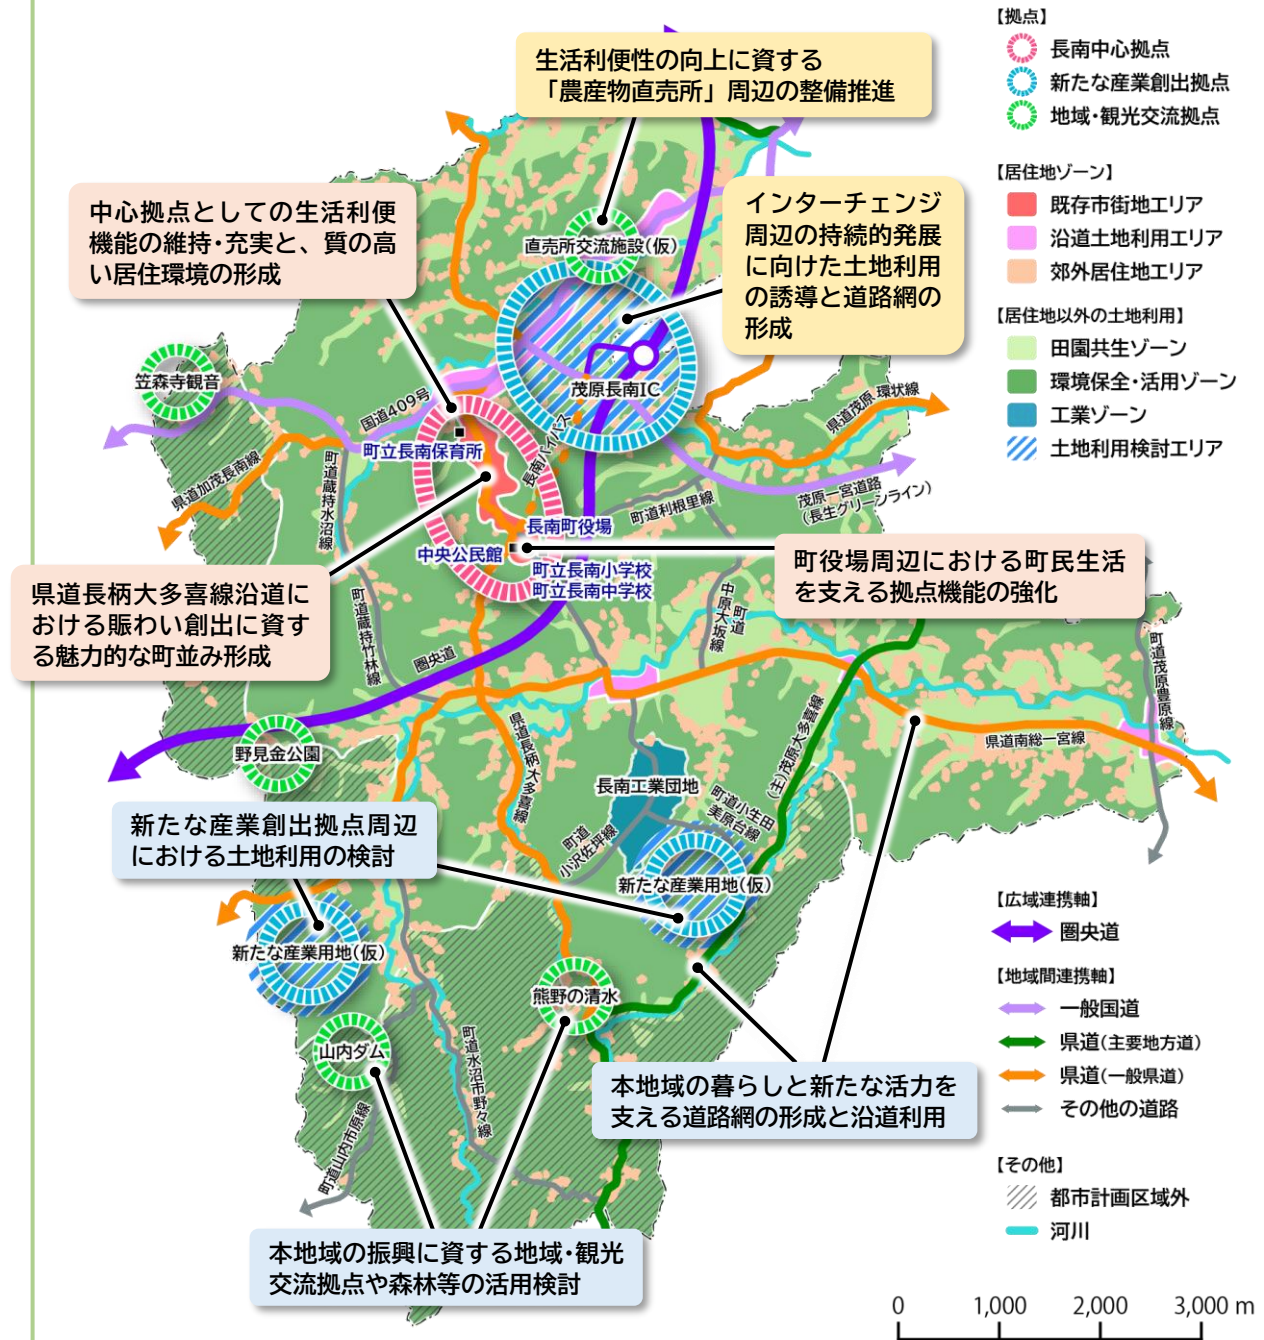 生活利便性の向上に資する
「農産物直売所」周辺の整備推進
インターチェンジ
周辺の持続的発展
に向けた土地利用
の誘導と道路網の
形成
中心拠点としての生活利便
機能の維持・充実と、質の高
い居住環境の形成
直売所交流施設(仮)
笠森寺観音
国道409号
茂原長南IC
県道茂原環状線
町立長南保育所
長南バイパス
県道加茂長南線
町道蔵持水沼線
茂原一宮道路
(長生グリーンライン)
町道利根里線
長南町役場
中央公民館
町立長南小学校
町立長南中学校
町役場周辺における町民生活
を支える拠点機能の強化
県道長柄大多喜線沿道に
おける賑わい創出に資す
る魅力的な町並み形成
町道蔵持竹林線
町道
中原大坂線
町道茂原豊原線
圏央道
野見金公園
県道長柄大多喜線
(主)茂原大多喜線
県道南総一宮線
長南工業団地
町道小生田
美原台線
町道
小沢佐坪線
新たな産業創出拠点周辺
における土地利用の検討
新たな産業用地(仮)
新たな産業用地(仮)
熊野の清水
山内ダム
町道水沼市野々線
町道山内市原線
本地域の暮らしと新たな活力を
支える道路網の形成と沿道利用
本地域の振興に資する地域・観光
交流拠点や森林等の活用検討
【拠点】
長南中心拠点
新たな産業創出拠点
地域・観光交流拠点
【居住地ゾーン】
既存市街地エリア
沿道土地利用エリア
郊外居住地エリア
【居住地以外の土地利用】
田園共生ゾーン
環境保全・活用ゾーン
工業ゾーン
土地利用検討エリア
【広域連携軸】
圏央道
【地域間連携軸】
一般国道
県道(主要地方道)
県道(一般県道)
その他の道路
【その他】
都市計画区域外
河川
0 1,000 2,000 3,000 m